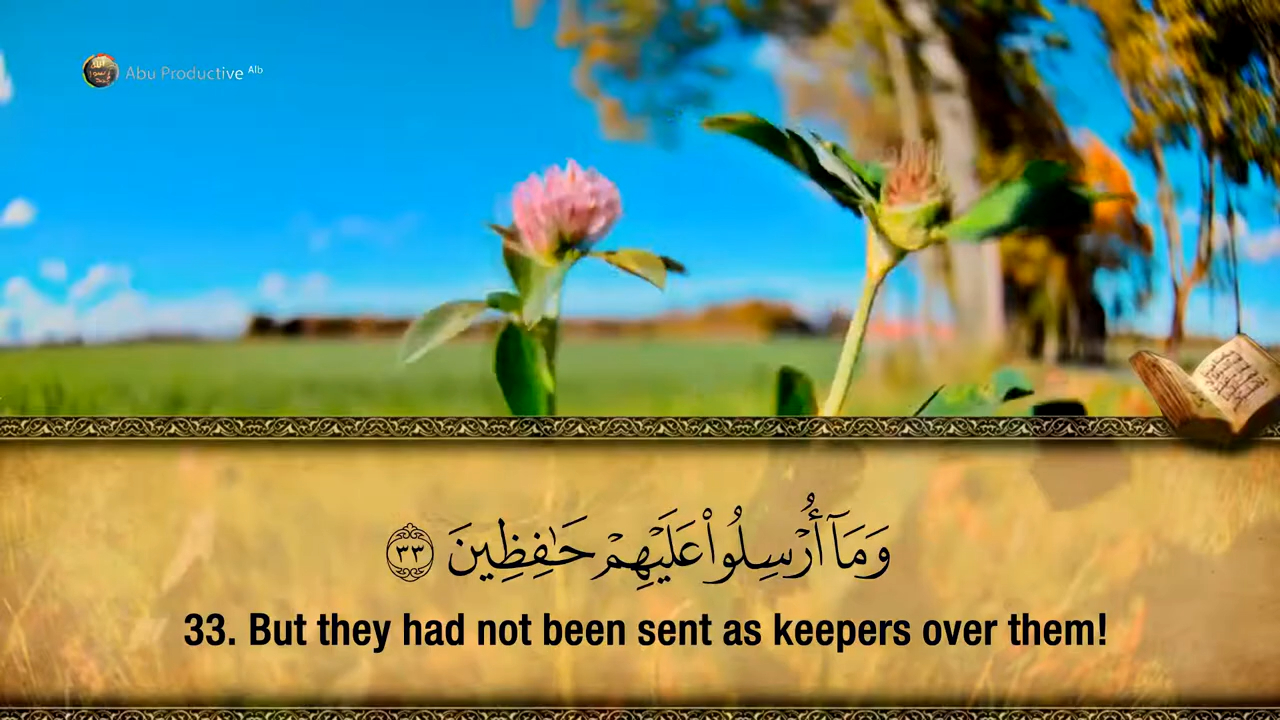 Abu Productive Alb
وَمَآ أُرْسِلُوا۟ عَلَيْهِمْ حَـٰفِظِينَ ٣٣
33. But they had not been sent as keepers over them!